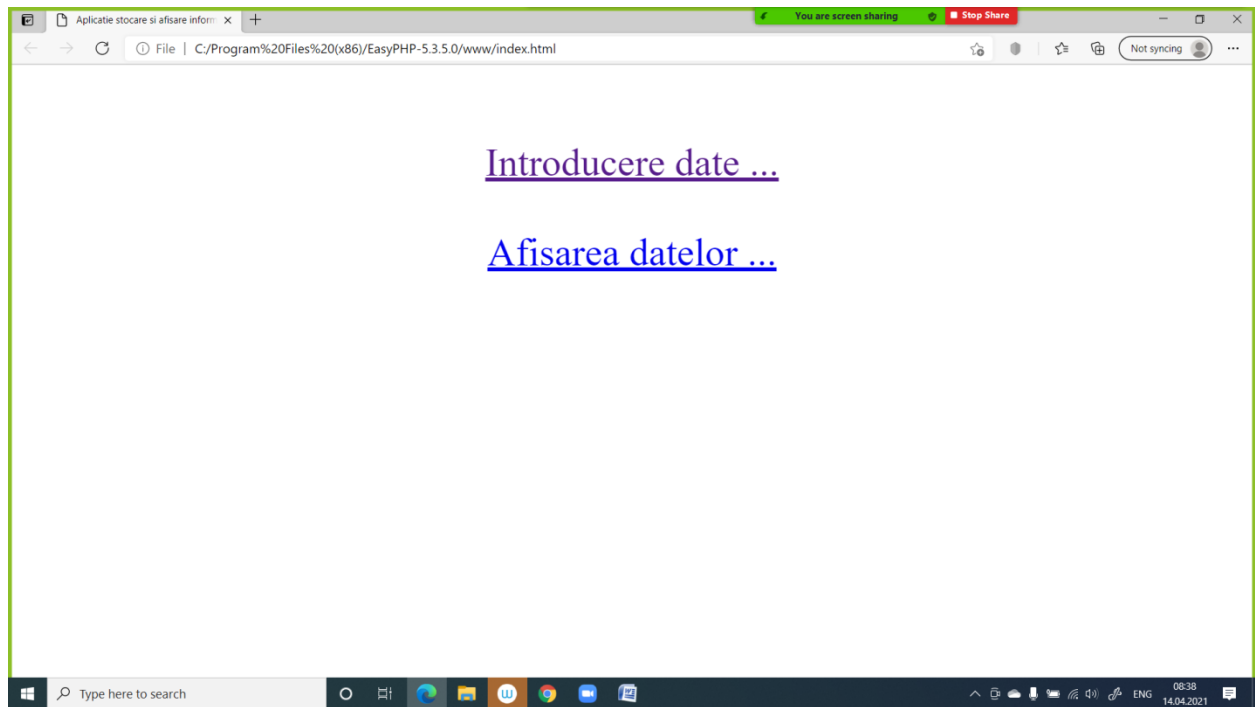 Aplicatie stocare si afisare inform
You are screen sharing
Stop Share
File | C:/Program%20Files%20(x86)/EasyPHP-5.3.5.0/www/index.html
Not syncing
Introducere date ...
Afisarea datelor ...
Type here to search
ENG
08:38
14.04.2021